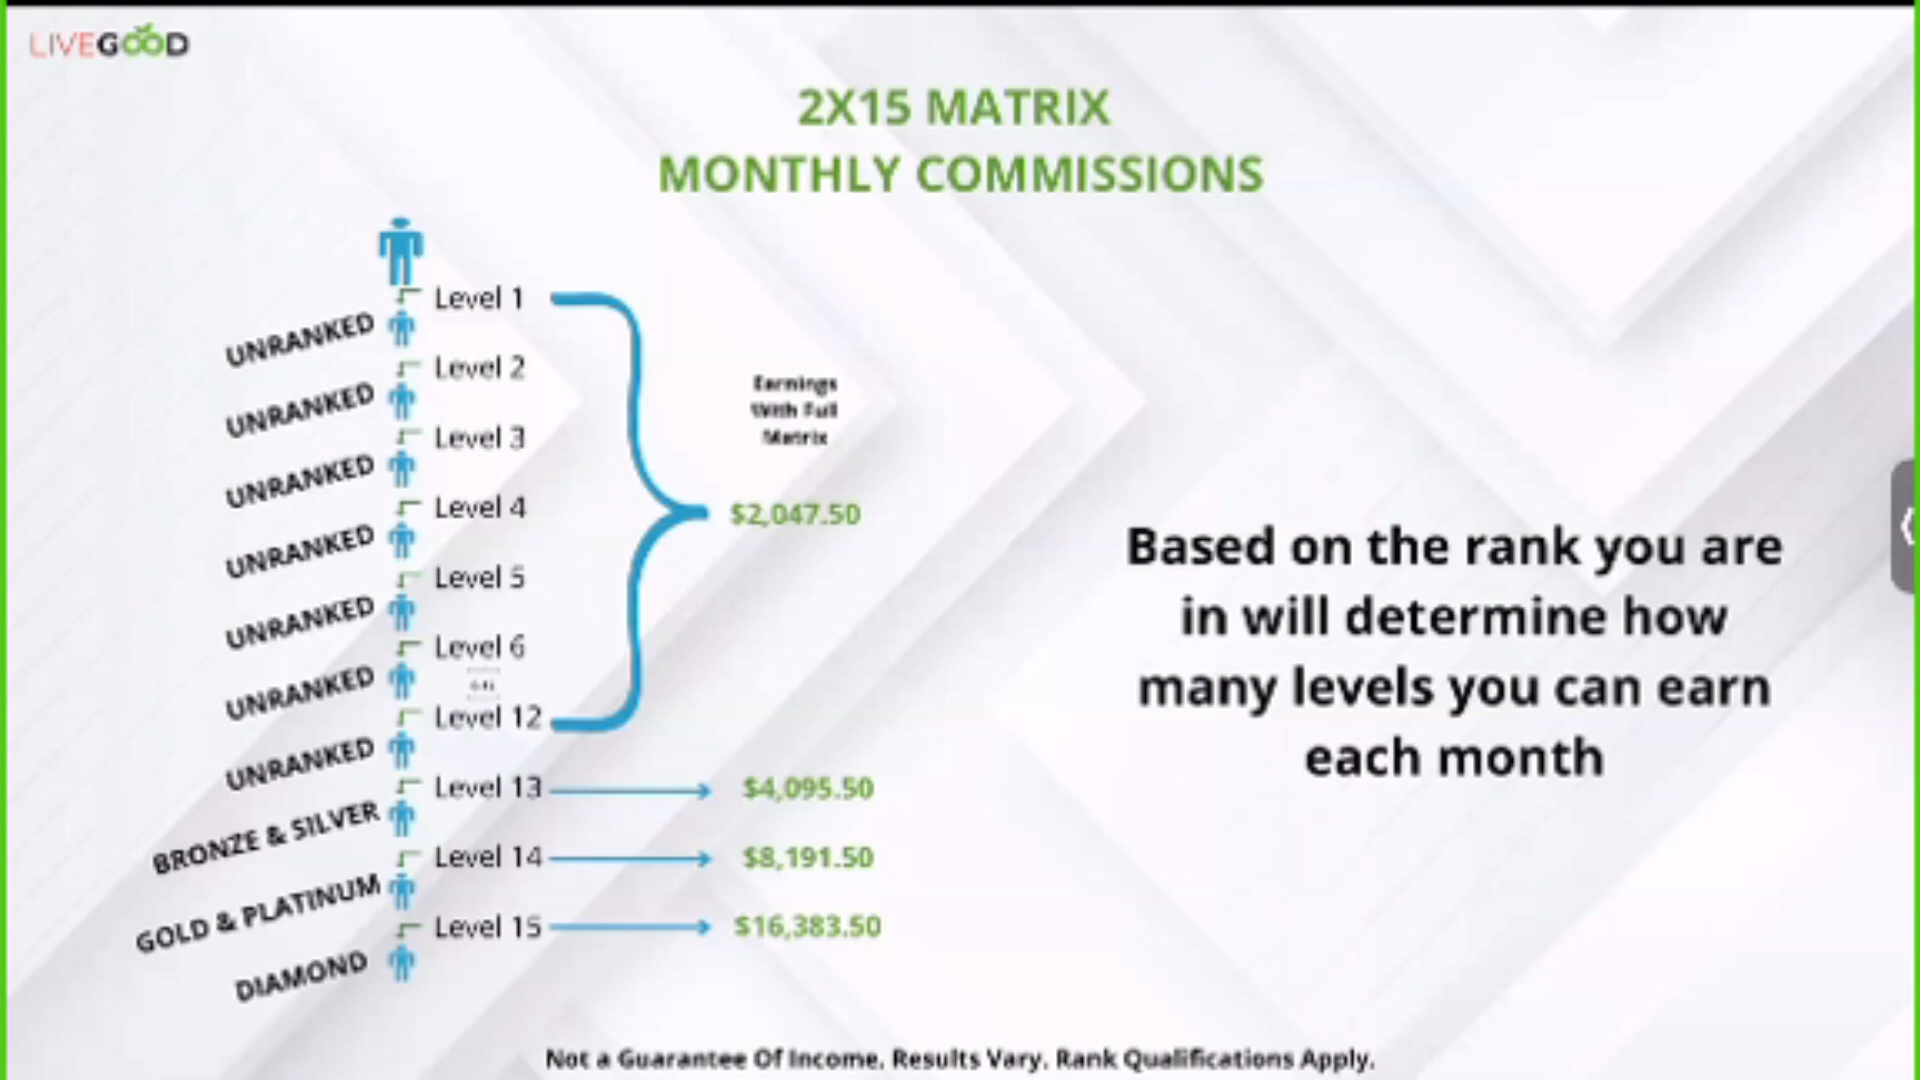 LIVEGOOD
2X15 MATRIX
MONTHLY COMMISSIONS
Level 1
UNRANKED
Level 2
UNRANKED
Level 3
UNRANKED
Level 4
UNRANKED
Level 5
UNRANKED
Level 6
UNRANKED
Level 12
UNRANKED
Level 13
BRONZE & SILVER
Level 14
GOLD & PLATINUM
Level 15
DIAMOND
Earnings
With Full
Matrix
$2,047.50
$4,095.50
$8,191.50
$16,383.50
Based on the rank you are
in will determine how
many levels you can earn
each month
Not a Guarantee Of Income. Results Vary. Rank Qualifications Apply.